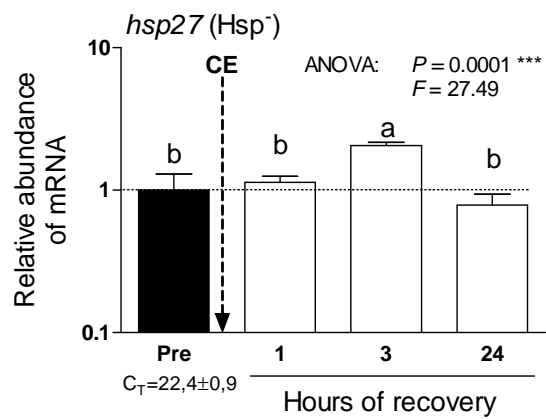 hsp27 (Hsp⁻)
10
CE
ANOVA: P = 0.0001 ***
F = 27.49
Relative abundance
of mRNA
b
b
a
b
1
0.1
Pre
1
3
24
C_T=22,4±0,9
Hours of recovery